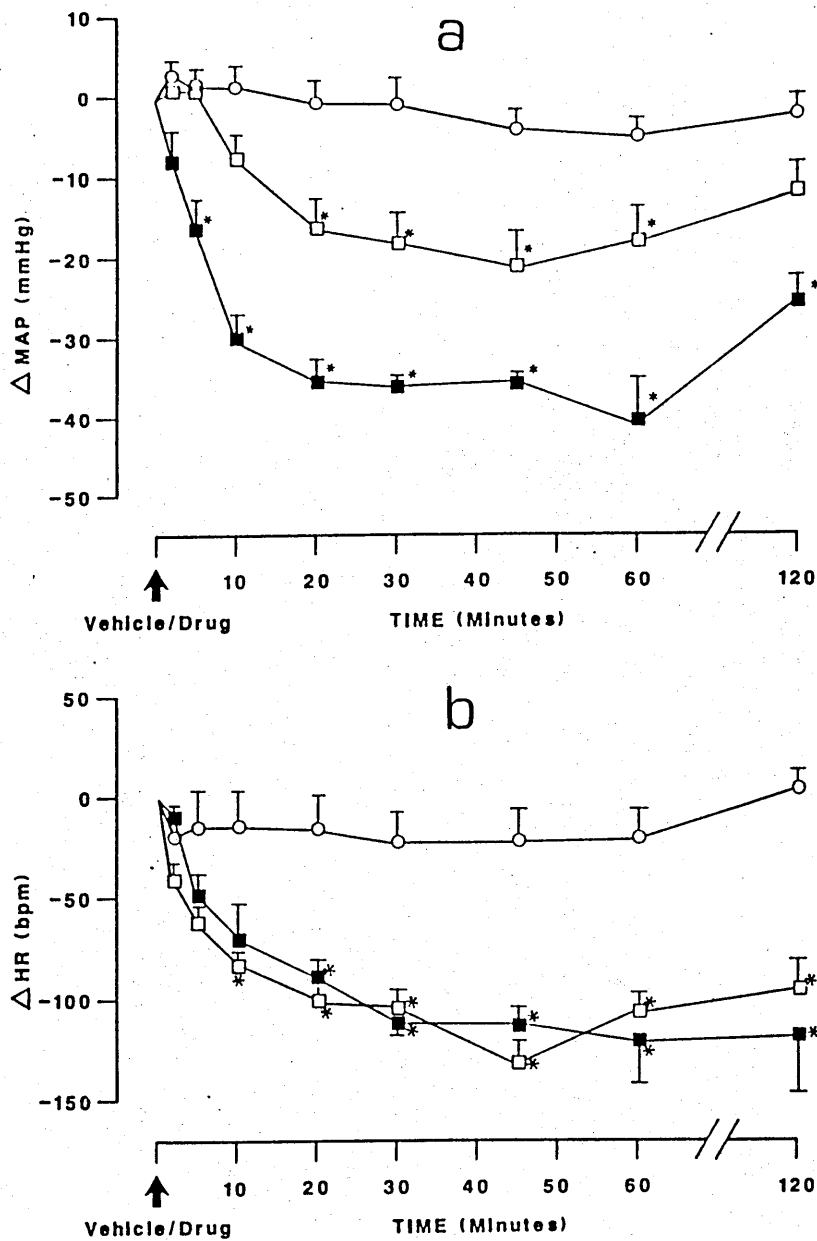 a
10
0
-10
-20
-30
-40
-50
△ MAP (mmHg)
* * * * * * * * * * *
10 20 30 40 50 60 120
Vehicle/Drug TIME (Minutes)
b
50
0
-50
-100
-150
△ HR (bpm)
* * * * * * * * * * *
10 20 30 40 50 60 120
Vehicle/Drug TIME (Minutes)